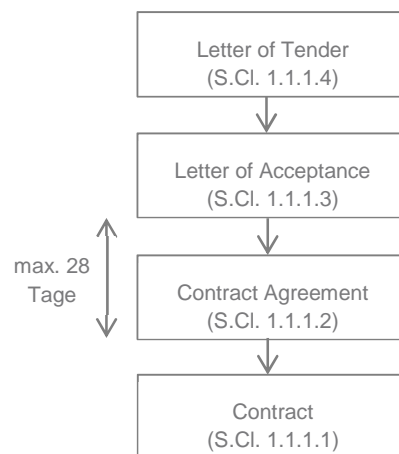 Letter of Tender
(S.Cl. 1.1.1.4)
Letter of Acceptance
(S.Cl. 1.1.1.3)
max. 28
Tage
Contract Agreement
(S.Cl. 1.1.1.2)
Contract
(S.Cl. 1.1.1.1)